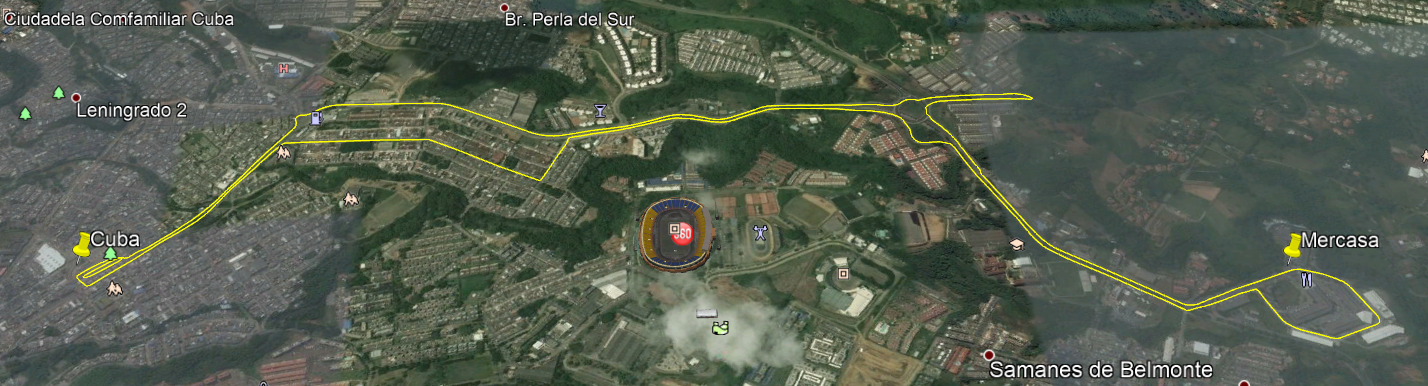 Ciudadela Comfamiliar Cuba
Br. Perla del Sur
H
Leningrado 2
Cuba
Mercasa
Samanes de Belmonte